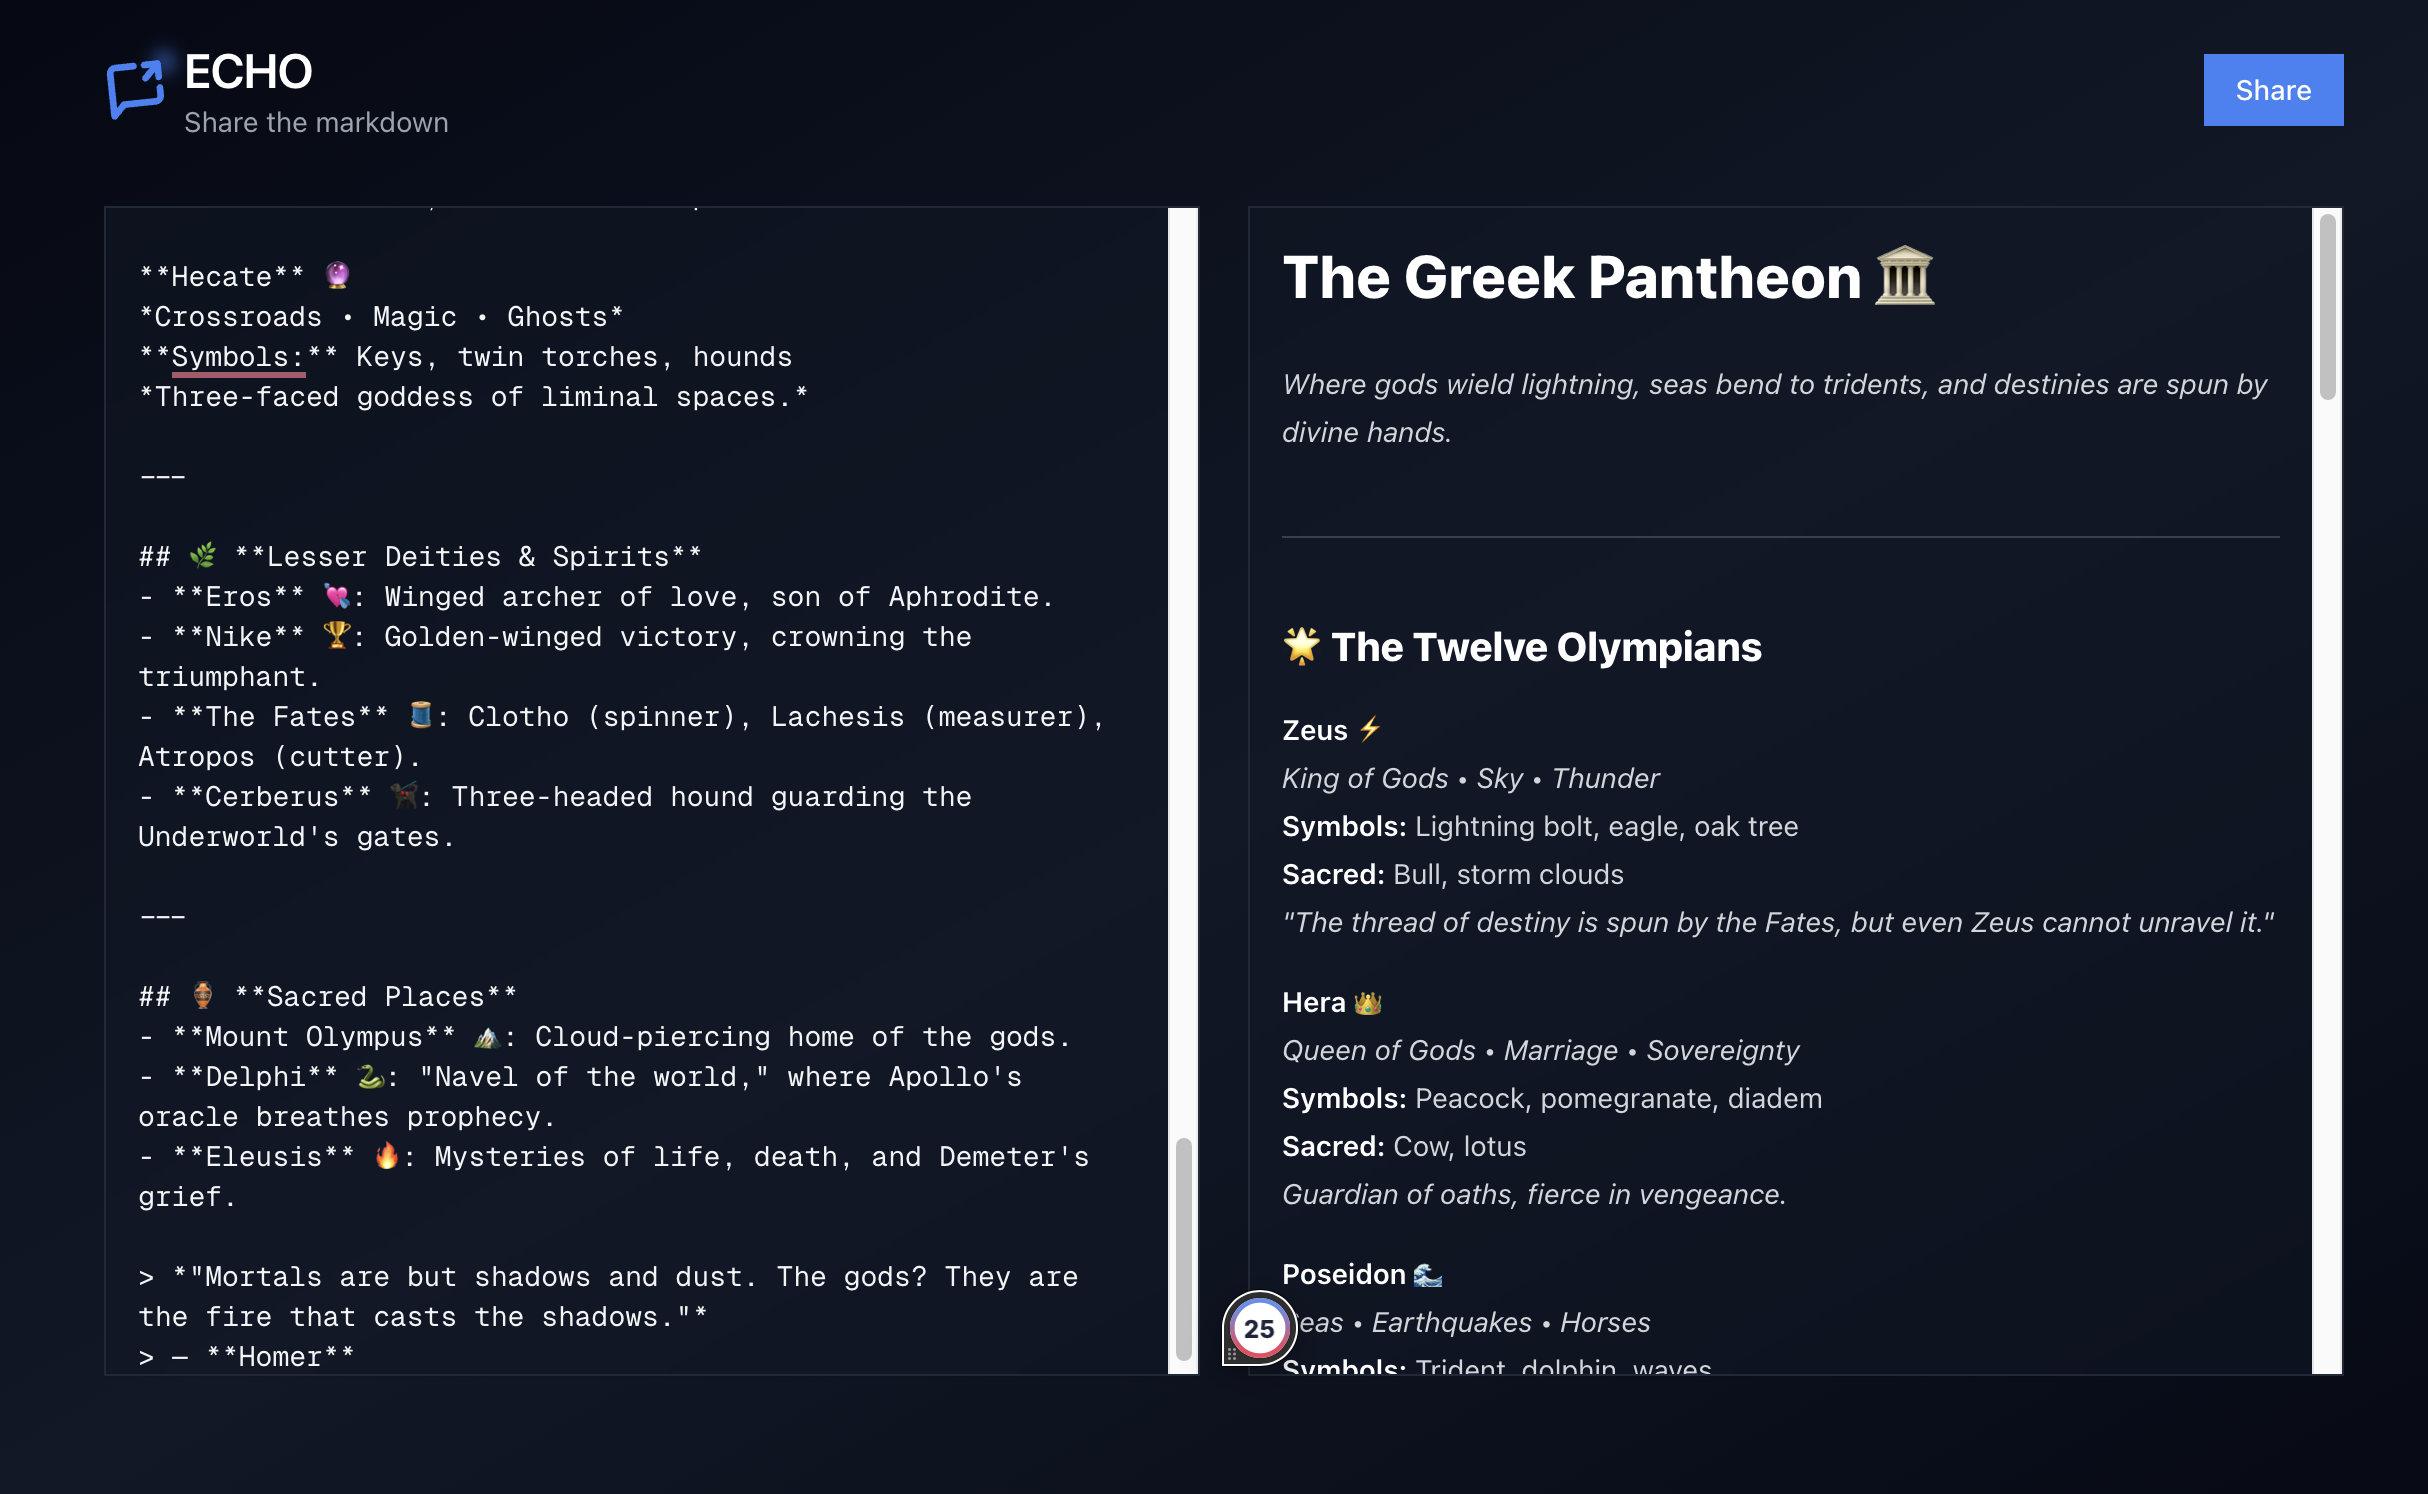 ECHO
Share the markdown
Share
**Hecate** 🔮
*Crossroads • Magic • Ghosts*
**Symbols:** Keys, twin torches, hounds
*Three-faced goddess of liminal spaces.*
---
## 🌿 **Lesser Deities & Spirits**
- **Eros** 💘: Winged archer of love, son of Aphrodite.
- **Nike** 🏆: Golden-winged victory, crowning the
triumphant.
- **The Fates** 🧵: Clotho (spinner), Lachesis (measurer),
Atropos (cutter).
- **Cerberus** 🐕‍⬛: Three-headed hound guarding the
Underworld's gates.
---
## 🏺 **Sacred Places**
- **Mount Olympus** ⛰️: Cloud-piercing home of the gods.
- **Delphi** 🐍: "Navel of the world," where Apollo's
oracle breathes prophecy.
- **Eleusis** 🔥: Mysteries of life, death, and Demeter's
grief.
> *"Mortals are but shadows and dust. The gods? They are
the fire that casts the shadows."*
> — **Homer**
The Greek Pantheon 🏛️
Where gods wield lightning, seas bend to tridents, and destinies are spun by
divine hands.
🌟 The Twelve Olympians
Zeus ⚡
King of Gods • Sky • Thunder
Symbols: Lightning bolt, eagle, oak tree
Sacred: Bull, storm clouds
"The thread of destiny is spun by the Fates, but even Zeus cannot unravel it."
Hera 👑
Queen of Gods • Marriage • Sovereignty
Symbols: Peacock, pomegranate, diadem
Sacred: Cow, lotus
Guardian of oaths, fierce in vengeance.
Poseidon 🌊
eas • Earthquakes • Horses
Symbols: Trident, dolphin, waves
25